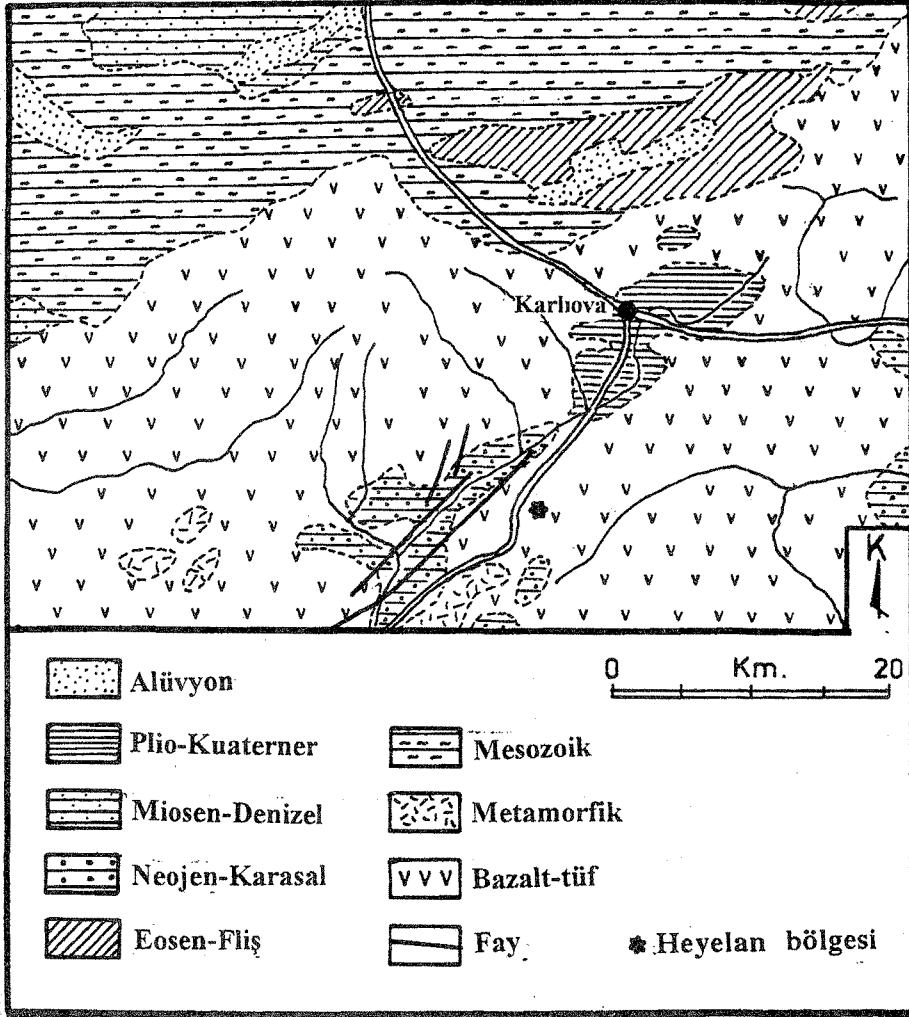 Karlıova
K
0 Km. 20
Alüvyon
Plio-Kuaterner
Miosen-Denizel
Neojen-Karasal
Eosen-Fliş
Mesozoik
Metamorfik
V V V Bazalt-tüf
Fay
Heyelan bölgesi